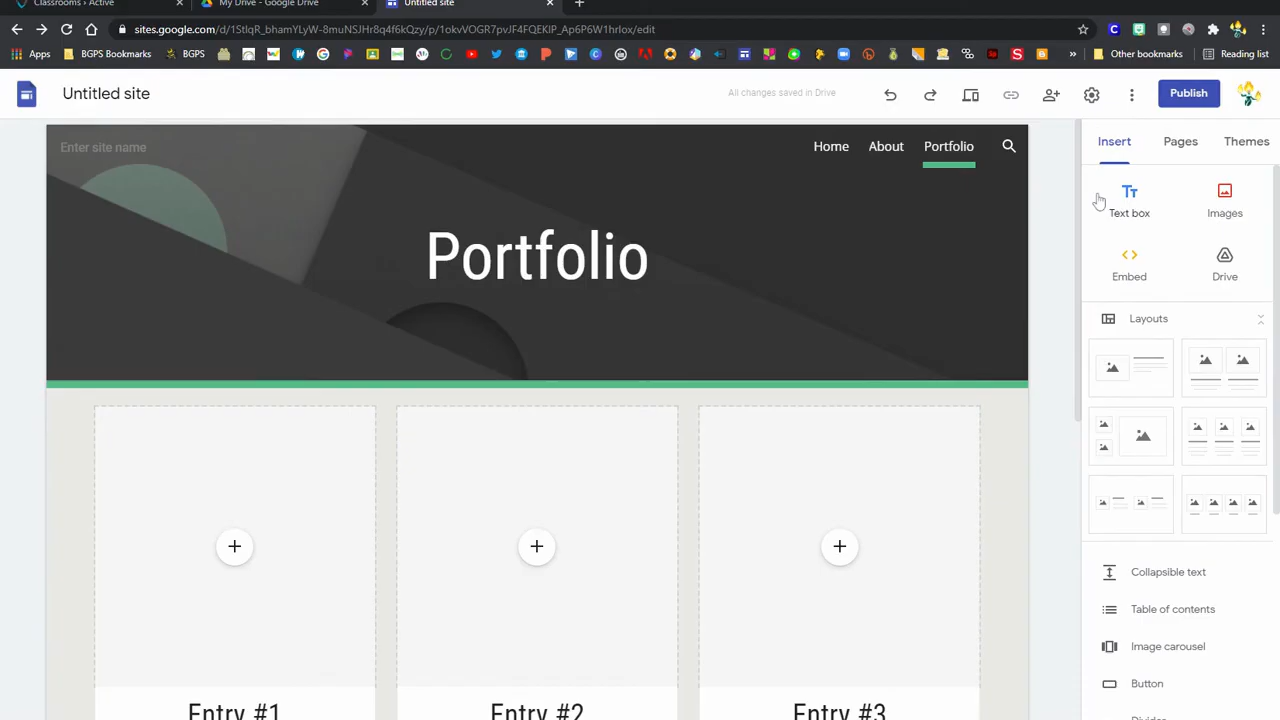 Classrooms > Active
My Drive - Google Drive
Untitled site
sites.google.com/d/1StlqR_bhamYLyW-8muNSJHr8q4f6kQzy/p/1okvVOGR7pvJF4FQEKlP_Ap6P6W1hrIox/edit
Apps
BGPS Bookmarks
BGPS
Other bookmarks
Reading list
Untitled site
All changes saved in Drive
Publish
Enter site name
Home
About
Portfolio
Insert
Pages
Themes
Text box
Images
Embed
Drive
Portfolio
Layouts
Collapsible text
Table of contents
Image carousel
Button
Divider
Entry #1
Entry #2
Entry #3